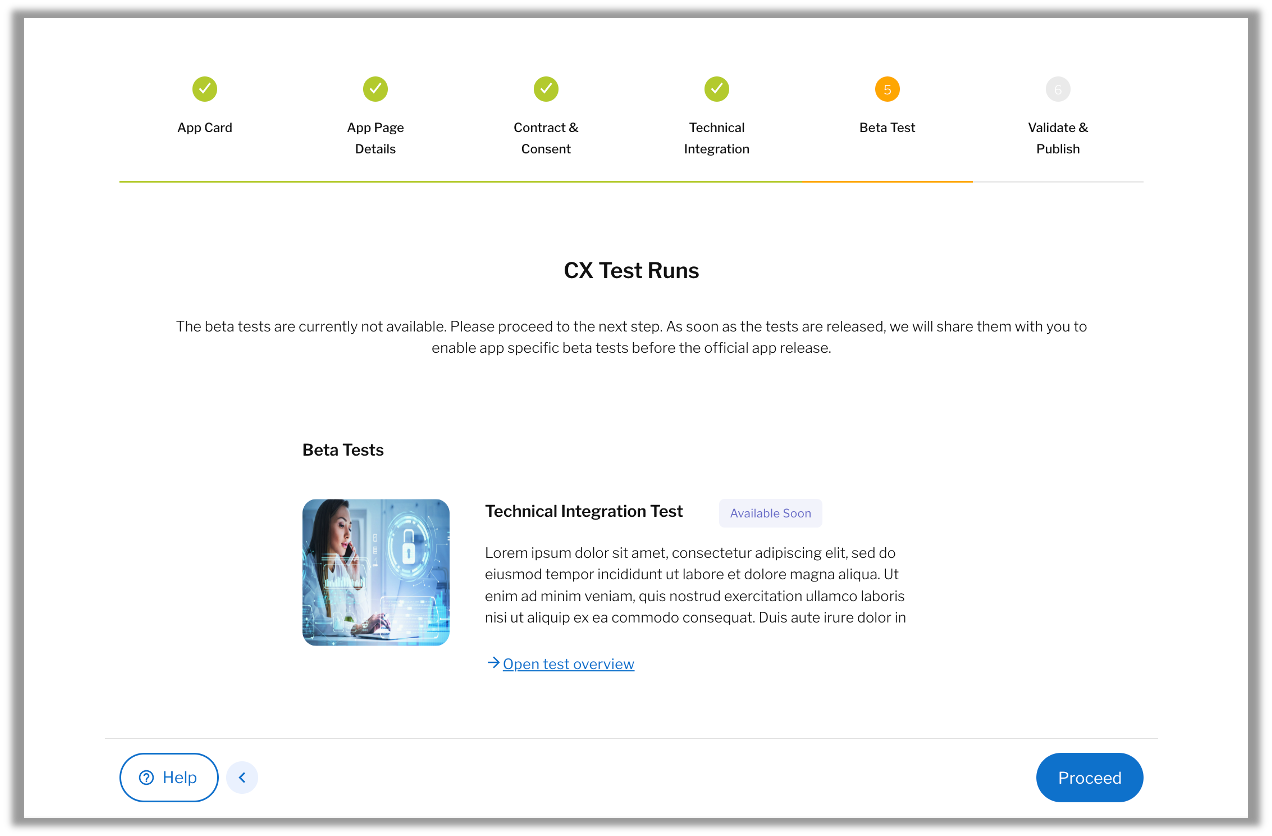 5
6
App Card
App Page
Details
Contract &
Consent
Technical
Integration
Beta Test
Validate &
Publish
CX Test Runs
The beta tests are currently not available. Please proceed to the next step. As soon as the tests are released, we will share them with you to
enable app specific beta tests before the official app release.
Beta Tests
Technical Integration Test
Available Soon
Lorem ipsum dolor sit amet, consectetur adipiscing elit, sed do
eiusmod tempor incididunt ut labore et dolore magna aliqua. Ut
enim ad minim veniam, quis nostrud exercitation ullamco laboris
nisi ut aliquip ex ea commodo consequat. Duis aute irure dolor in
Open test overview
Help
Proceed